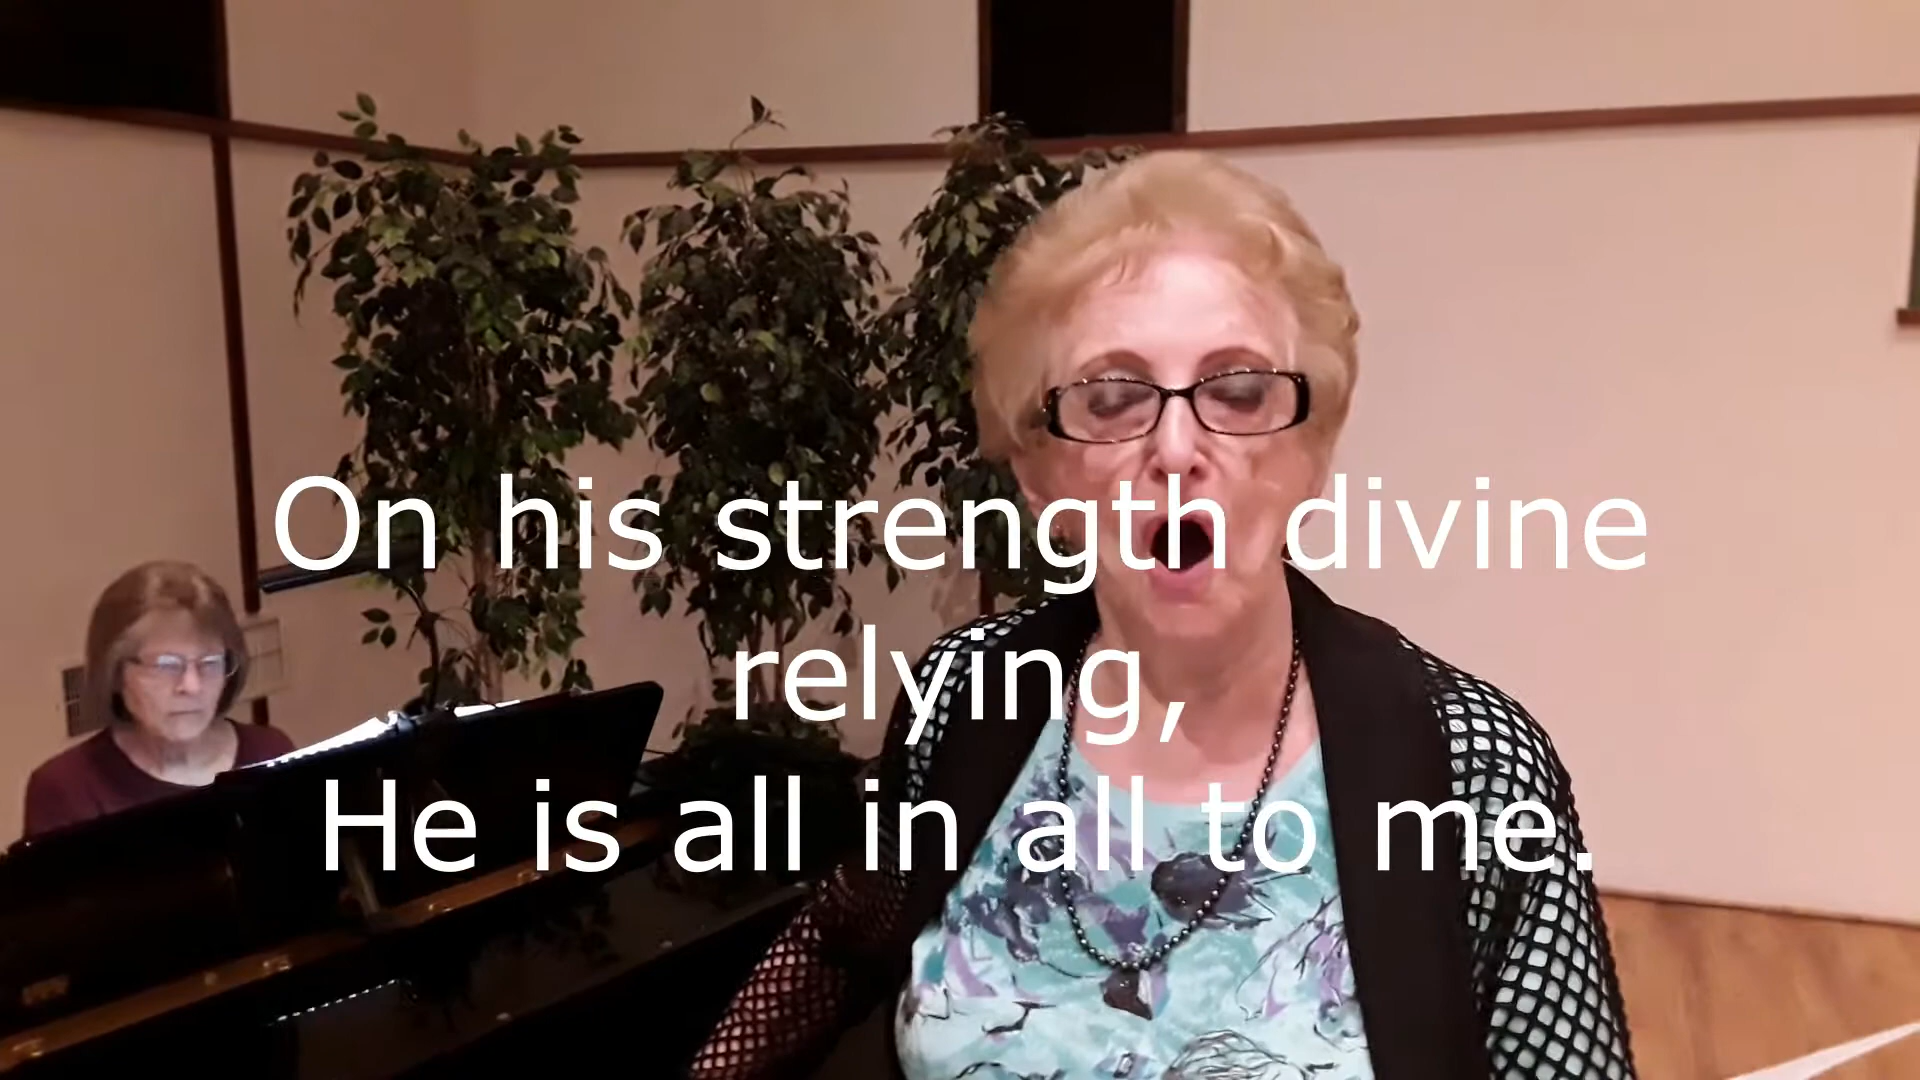 On his strength divine
relying,
He is all in all to me.